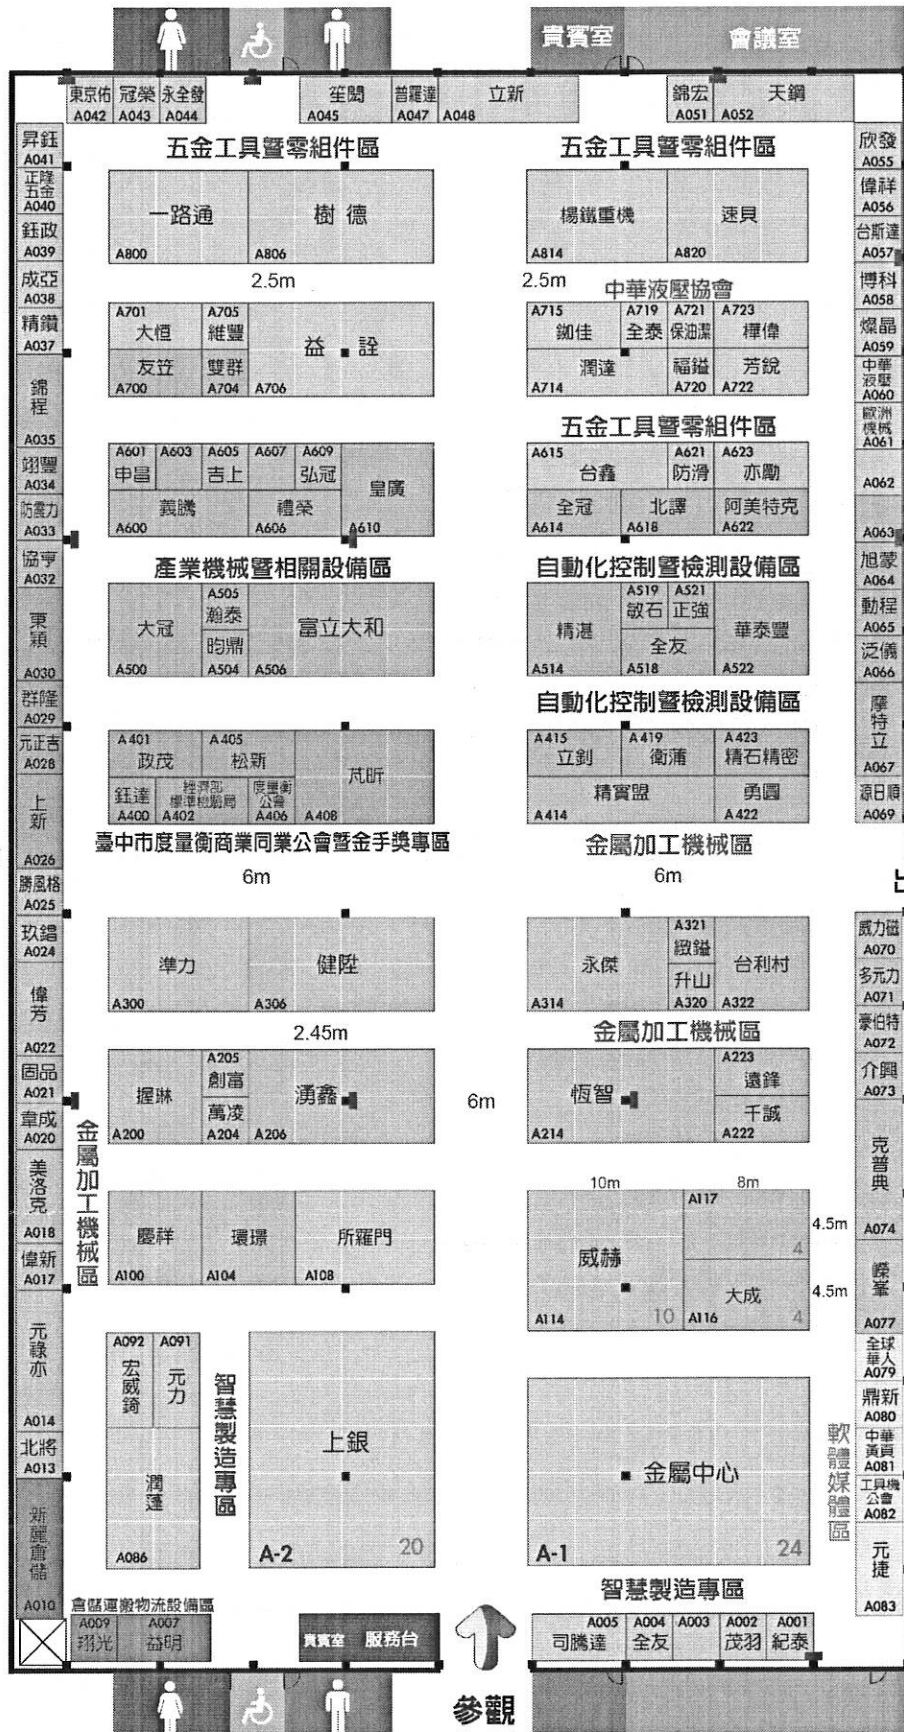 貴賓室 會議室
東京佑 冠榮 永全發 笙閎 普羅達 立新 錦宏 天鋼
A042 A043 A044 A045 A047 A048 A051 A052
昇鈺
A041
正隆
五金
A040
鈺政
A039
成亞
A038
精鑽
A037
錦程
A035
翊豐
A034
防震力
A033
協亨
A032
東穎
A030
群隆
A029
元正吉
A028
上新
A026
勝風格
A025
玖錩
A024
偉芳
A022
固品
A021
韋成
A020
美洛克
A018
偉新
A017
元祿亦
A014
北將
A013
新麗倉儲
A010
五金工具暨零組件區
一路通 樹德
A800 A806
2.5m
A701 A705
大恒 維豐 益詮
友笠 雙群
A700 A704 A706
A601 A603 A605 A607 A609
申昌 吉上 弘冠 皇廣
義騰 禮榮
A600 A606 A610
產業機械暨相關設備區
A505
大冠 瀚泰 富立大和
昀鼎
A500 A504 A506
A401 A405
政茂 松新 芃昕
鈺達 經濟部 標準檢驗局 度量衡 公會
A400 A402 A406 A408
臺中市度量衡商業同業公會暨金手獎專區
6m
準力 健陞
A300 A306
2.45m
A205
握琳 創富 湧鑫
萬凌
A200 A204 A206
6m
金屬加工機械區
慶祥 環璟 所羅門
A100 A104 A108
A092 A091
宏威錡 元力
潤蓬
A086
智慧製造專區
上銀
A-2 20
倉儲運搬物流設備區
A009 A007
翔光 益明
貴賓室 服務台
五金工具暨零組件區
楊鐵重機 速貝
A814 A820
2.5m 中華液壓協會
A715 A719 A721 A723
鉫佳 全泰 保油潔 樺偉
潤達 福鎰 芳銳
A714 A720 A722
五金工具暨零組件區
A615 A621 A623
台鑫 防滑 亦勵
全冠 北譯 阿美特克
A614 A618 A622
自動化控制暨檢測設備區
A519 A521
精湛 敏石 正強 華泰豐
全友
A514 A518 A522
自動化控制暨檢測設備區
A415 A419 A423
立釗 衛蒲 精石精密
精實盟 勇圓
A414 A422
金屬加工機械區
6m
A321
永傑 緻鎰 台利村
升山
A314 A320 A322
金屬加工機械區
A223
恆智 遠鋒
千誠
A214 A222
10m 8m
A117
4.5m
4
威赫
大成 4.5m
A114 10 A116 4
金屬中心
A-1 24
軟體媒體區
智慧製造專區
A005 A004 A003 A002 A001
司騰達 全友 茂羽 紀泰
欣發
A055
偉祥
A056
台斯達
A057
博科
A058
燦晶
A059
中華
液壓
A060
歐洲
機械
A061
A062
A063
旭蒙
A064
動程
A065
泛儀
A066
摩特立
A067
源日順
A069
威力磁
A070
多元力
A071
豪伯特
A072
介興
A073
克普典
A074
嶸峯
A077
全球
華人
A079
鼎新
A080
中華
黃頁
A081
工具機
公會
A082
元捷
A083
參觀